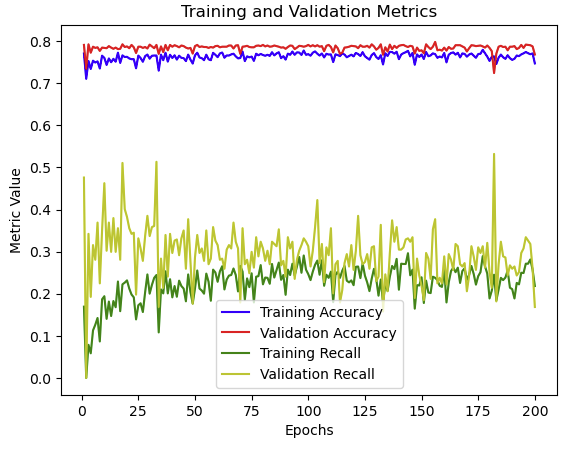 Training and Validation Metrics
Metric Value
0.8
0.7
0.6
0.5
0.4
0.3
0.2
0.1
0.0
Training Accuracy
Validation Accuracy
Training Recall
Validation Recall
0 25 50 75 100 125 150 175 200
Epochs